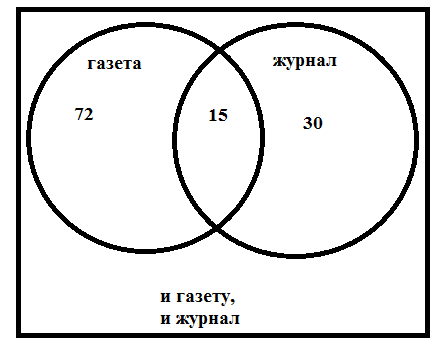 газета
журнал
72
15
30
и газету,
и журнал